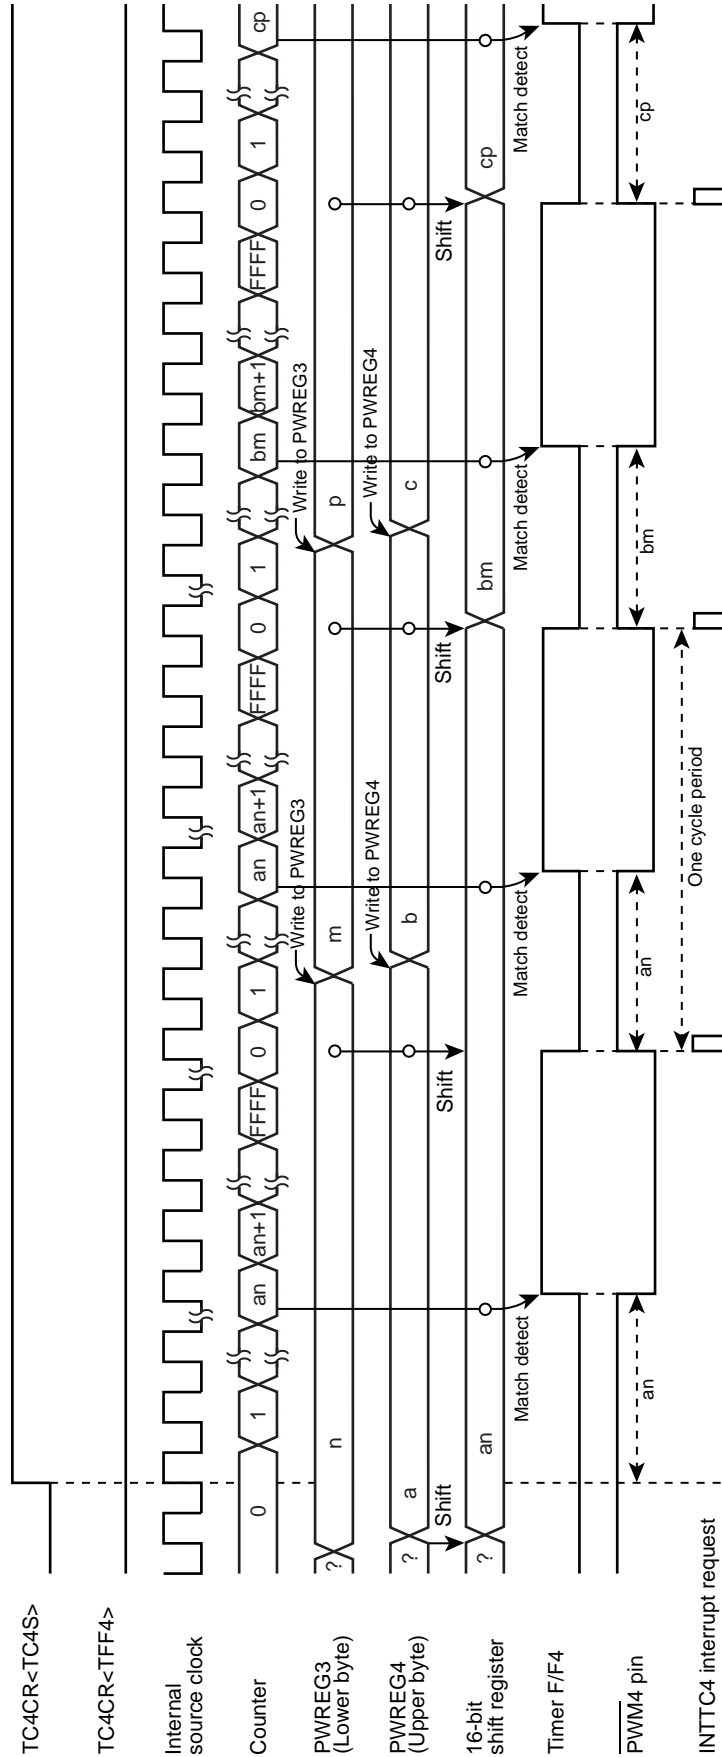 TC4CR<TC4S>
TC4CR<TFF4>
Internal
source clock
Counter
0 1 an an+1 FFFF 0 1 an an+1 FFFF 0 1 bm bm+1 FFFF 0 1 cp
Write to PWREG3 Write to PWREG3
PWREG3
(Lower byte)
? n m p
Write to PWREG4 Write to PWREG4
PWREG4
(Upper byte)
? a b c
Shift Shift Shift Shift
16-bit
shift register
? an bm cp
Match detect Match detect Match detect Match detect
Timer F/F4
PWM4 pin
an an bm cp
One cycle period
INTTC4 interrupt request